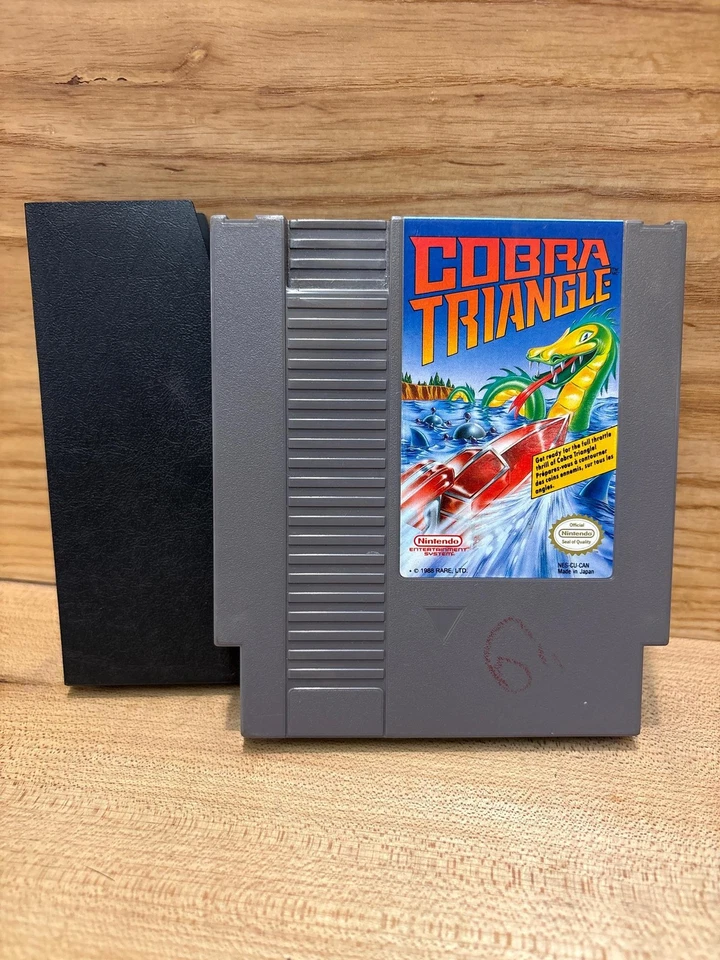 COBRA
TRIANGLE
TM
Get ready for the full throttle
thrill of Cobra Triangle!
Préparez-vous à contourner
des coins ennemis, sur tous les
angles.
Nintendo
ENTERTAINMENT
SYSTEM
• © 1988 RARE, LTD.
Official
Nintendo
Seal of Quality
NES-CU-CAN
Made in Japan
6